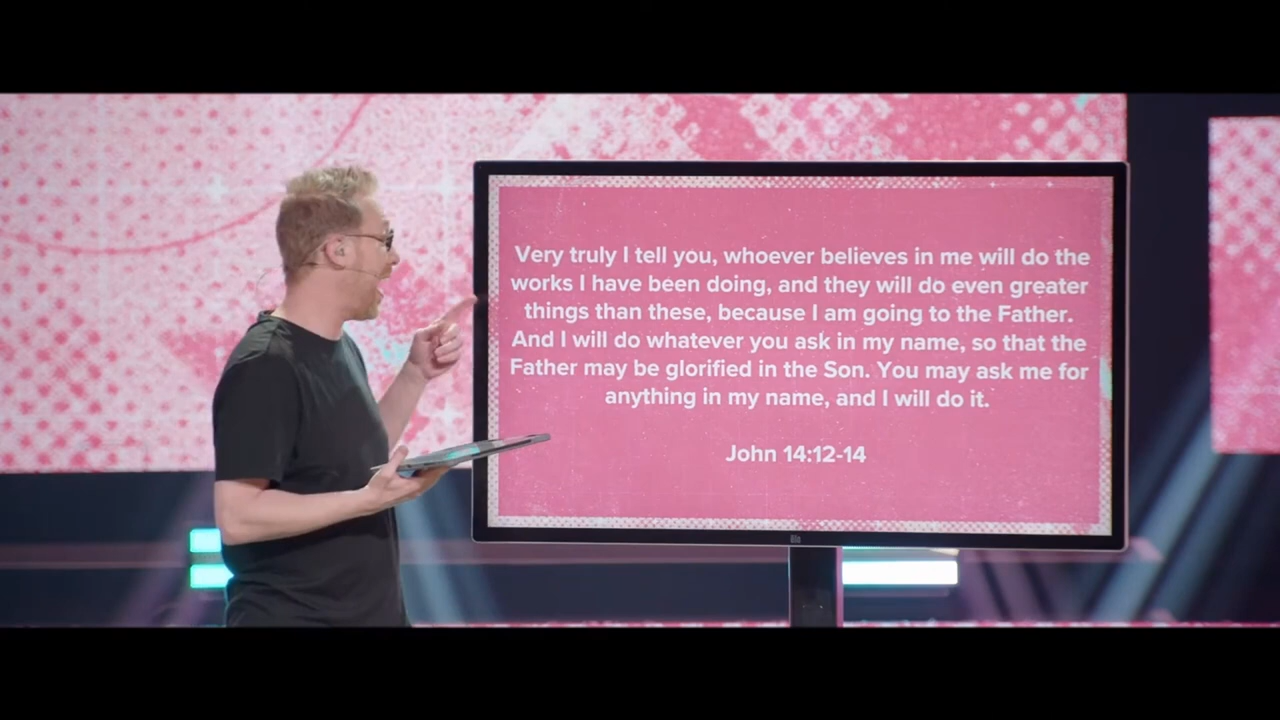 Very truly I tell you, whoever believes in me will do the
works I have been doing, and they will do even greater
things than these, because I am going to the Father.
And I will do whatever you ask in my name, so that the
Father may be glorified in the Son. You may ask me for
anything in my name, and I will do it.
John 14:12-14